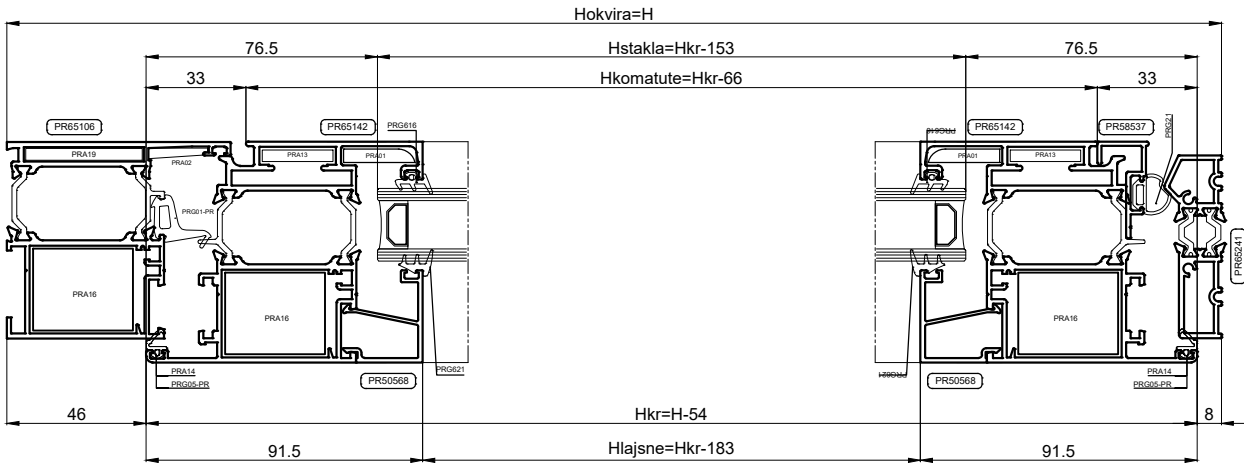 Hokvira=H
76.5 Hstakla=Hkr-153 76.5
33 Hkomatute=Hkr-66 33
PR65106 PR65142 PRG616 PRG616 PR65142 PR58537 PRG21
PRA19 PRA02 PRA13 PRA01 PRA01 PRA13
PRG01-PR
PR65241
PRA16 PRA16 PRA16
PRA14 PRG621 PRG621 PRA14
PRG05-PR PR50568 PR50568 PRG05-PR
46 Hkr=H-54 8
91.5 Hlajsne=Hkr-183 91.5